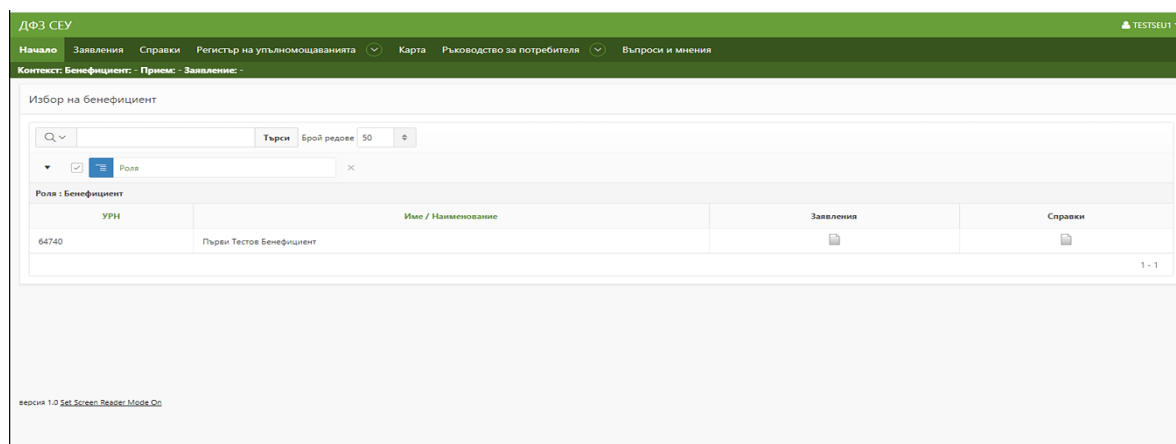 ДФЗ СЕУ
TESTSEU1
Начало Заявления Справки Регистър на упълномощаванията Карта Ръководство за потребителя Въпроси и мнения
Контекст: Бенефициент: - Прием: - Заявление: -
Избор на бенефициент
Търси Брой редове 50
Роля
Роля : Бенефициент
УРН Име / Наименование Заявления Справки
64740 Първи Тестов Бенефициент
1 - 1
версия 1.0 Set Screen Reader Mode On